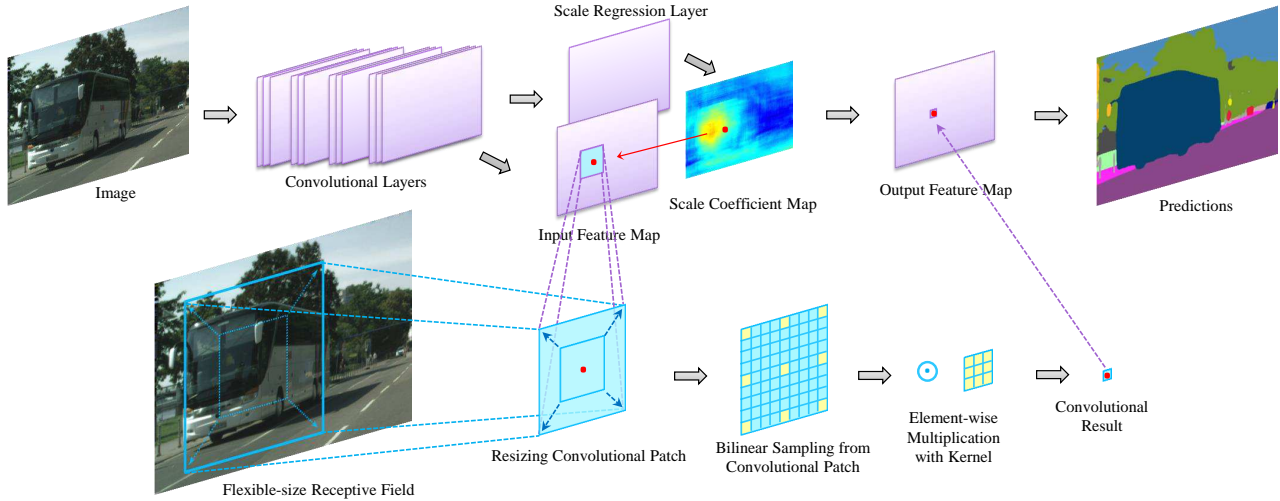 Scale Regression Layer
Image
Convolutional Layers
Input Feature Map
Scale Coefficient Map
Output Feature Map
Predictions
Flexible-size Receptive Field
Resizing Convolutional Patch
Bilinear Sampling from
Convolutional Patch
Element-wise
Multiplication
with Kernel
Convolutional
Result